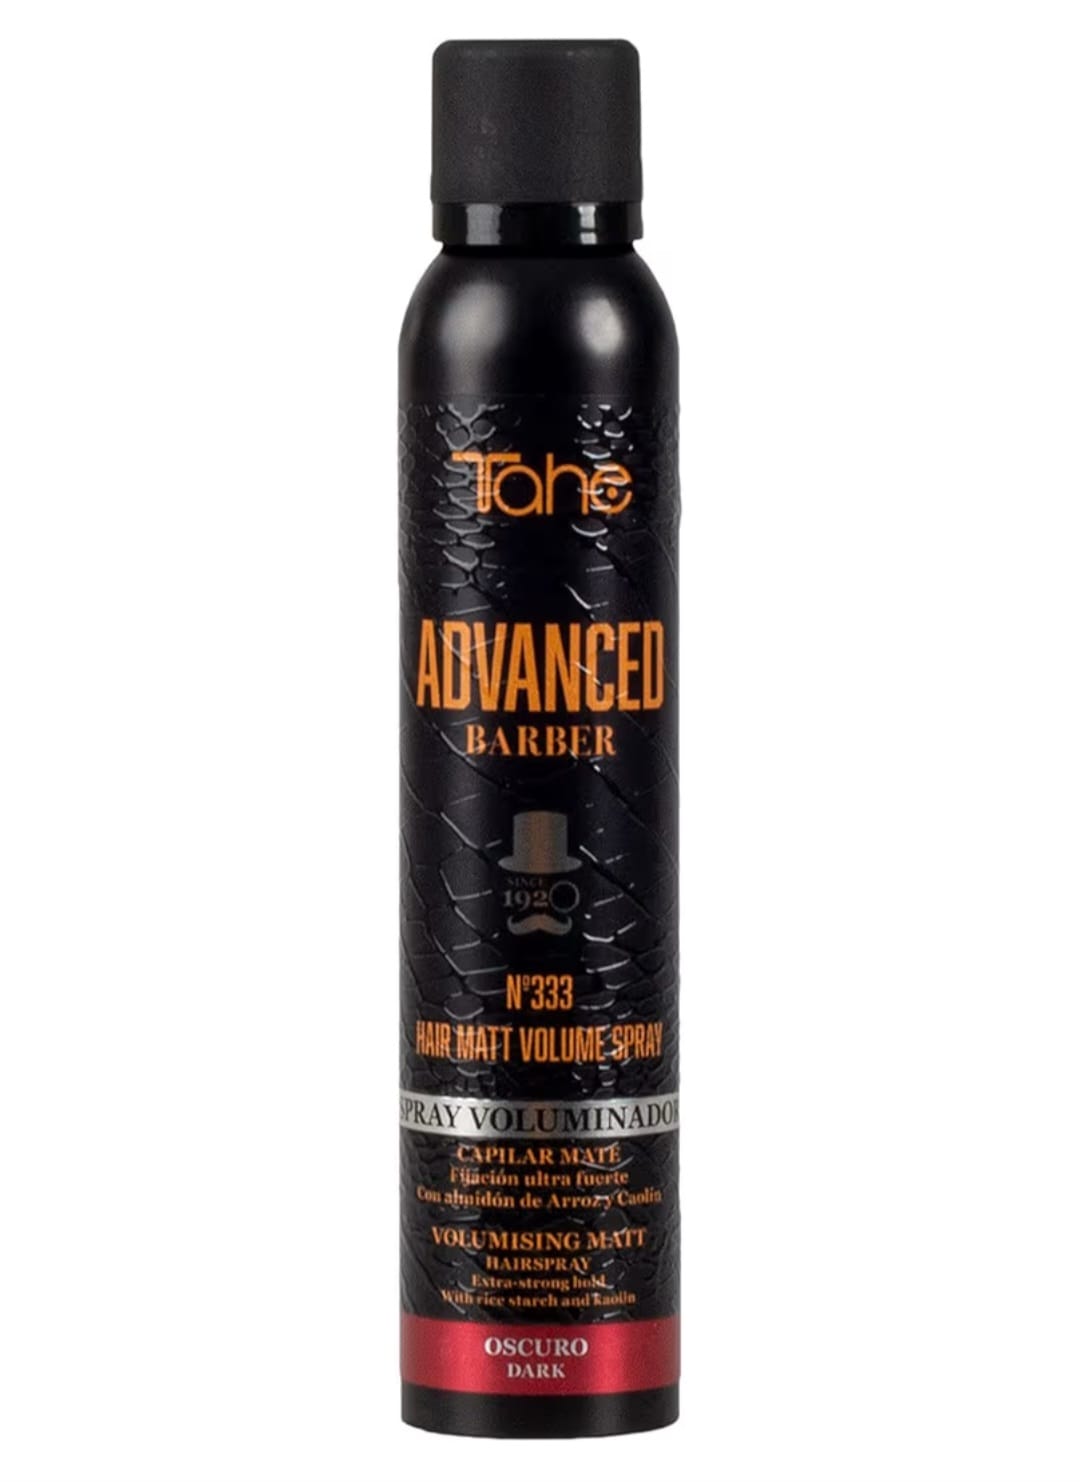 Tahe
ADVANCED
BARBER
SINCE
1920
Nº333
HAIR MATT VOLUME SPRAY
SPRAY VOLUMINADOR
CAPILAR MATE
Fijación ultra fuerte
Con almidón de Arroz y Caolín
VOLUMISING MATT
HAIRSPRAY
Extra-strong hold
With rice starch and kaolin
OSCURO
DARK